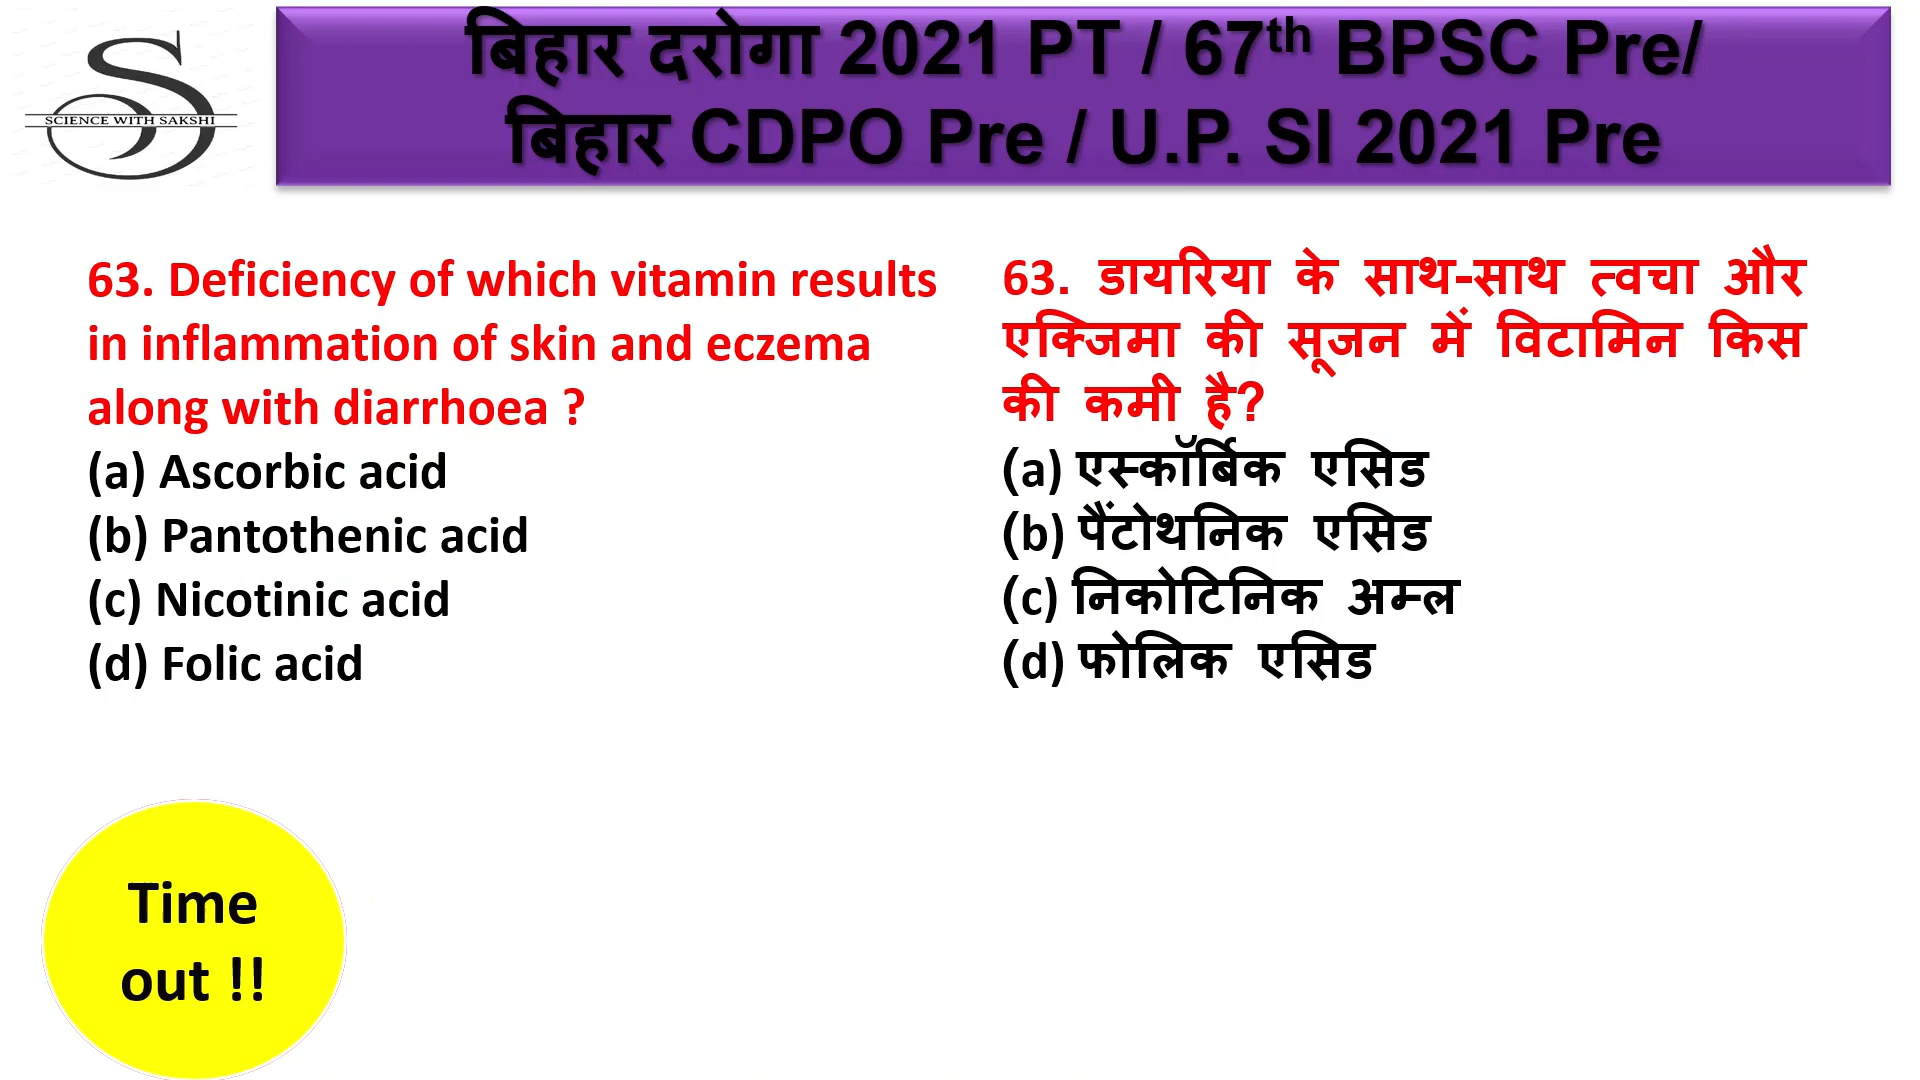 SCIENCE WITH SAKSHI
बिहार दरोगा 2021 PT / 67th BPSC Pre/
बिहार CDPO Pre / U.P. SI 2021 Pre
63. Deficiency of which vitamin results
in inflammation of skin and eczema
along with diarrhoea ?
(a) Ascorbic acid
(b) Pantothenic acid
(c) Nicotinic acid
(d) Folic acid
63. डायरिया के साथ-साथ त्वचा और
एक्जिमा की सूजन में विटामिन किस
की कमी है?
(a) एस्कॉर्बिक एसिड
(b) पैंटोथनिक एसिड
(c) निकोटिनिक अम्ल
(d) फोलिक एसिड
Time
out !!